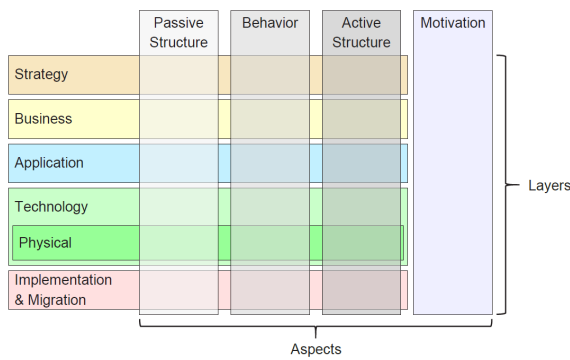 Passive
Structure
Behavior
Active
Structure
Motivation
Strategy
Business
Application
Technology
Physical
Implementation
& Migration
Layers
Aspects